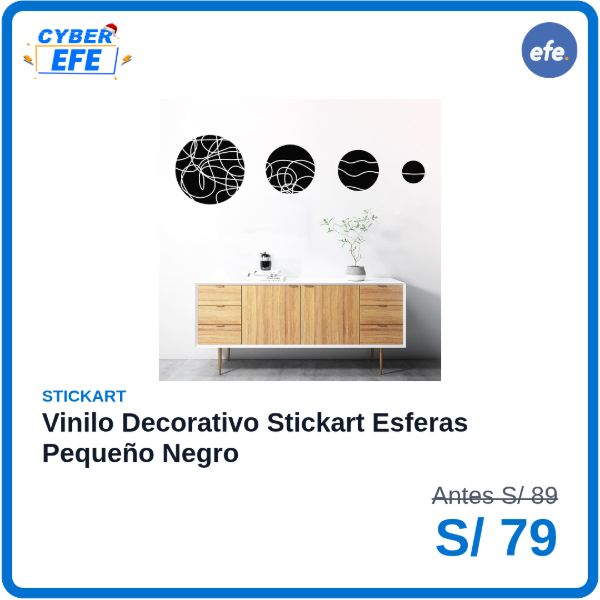 CYBER
EFE
efe.
STICKART
Vinilo Decorativo Stickart Esferas
Pequeño Negro
Antes S/ 89
S/ 79